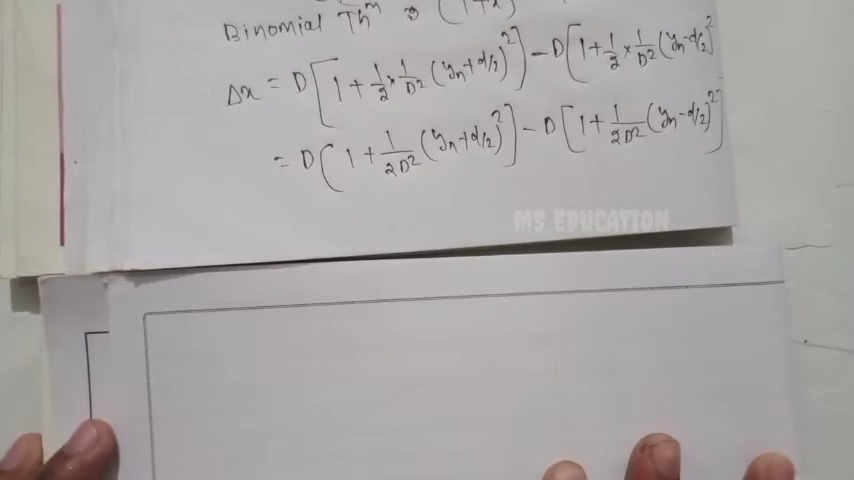 Binomial Thm ⇒ (1+x)
Δx = D[1 + 1/2 × 1/D² (yn + d/2)²] − D[1 + 1/2 × 1/D² (yn − d/2)²
= D[1 + 1/2D² (yn + d/2)²] − D[1 + 1/2D² (yn − d/2)²]
MS EDUCATION